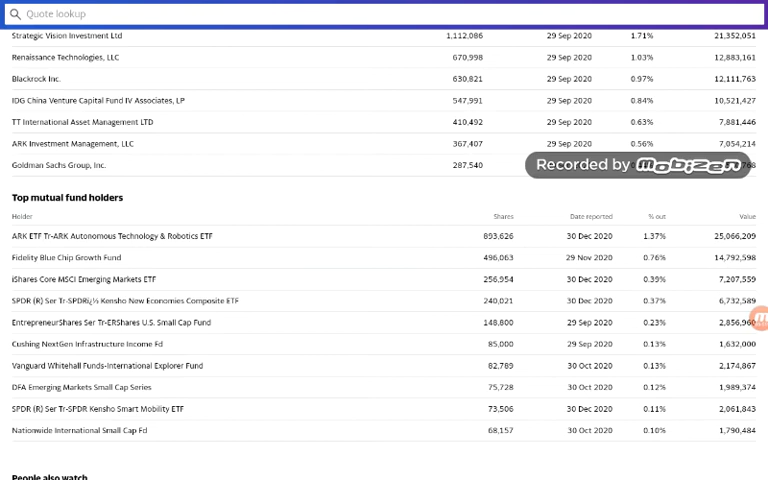 Quote lookup
Strategic Vision Investment Ltd 1,112,086 29 Sep 2020 1.71% 21,352,051
Renaissance Technologies, LLC 670,998 29 Sep 2020 1.03% 12,883,161
Blackrock Inc. 630,821 29 Sep 2020 0.97% 12,111,763
IDG China Venture Capital Fund IV Associates, LP 547,991 29 Sep 2020 0.84% 10,521,427
TT International Asset Management LTD 410,492 29 Sep 2020 0.63% 7,881,446
ARK Investment Management, LLC 367,407 29 Sep 2020 0.56% 7,054,214
Goldman Sachs Group, Inc. 287,540
Recorded by Mobizen
Top mutual fund holders
Holder Shares Date reported % out Value
ARK ETF Tr-ARK Autonomous Technology & Robotics ETF 893,626 30 Dec 2020 1.37% 25,066,209
Fidelity Blue Chip Growth Fund 496,063 29 Nov 2020 0.76% 14,792,598
iShares Core MSCI Emerging Markets ETF 256,954 30 Dec 2020 0.39% 7,207,559
SPDR (R) Ser Tr-SPDRï¿½ Kensho New Economies Composite ETF 240,021 30 Dec 2020 0.37% 6,732,589
EntrepreneurShares Ser Tr-ERShares U.S. Small Cap Fund 148,800 29 Sep 2020 0.23% 2,856,960
Cushing NextGen Infrastructure Income Fd 85,000 29 Sep 2020 0.13% 1,632,000
Vanguard Whitehall Funds-International Explorer Fund 82,789 30 Oct 2020 0.13% 2,174,867
DFA Emerging Markets Small Cap Series 75,728 30 Oct 2020 0.12% 1,989,374
SPDR (R) Ser Tr-SPDR Kensho Smart Mobility ETF 73,506 30 Dec 2020 0.11% 2,061,843
Nationwide International Small Cap Fd 68,157 30 Oct 2020 0.10% 1,790,484
People also watch